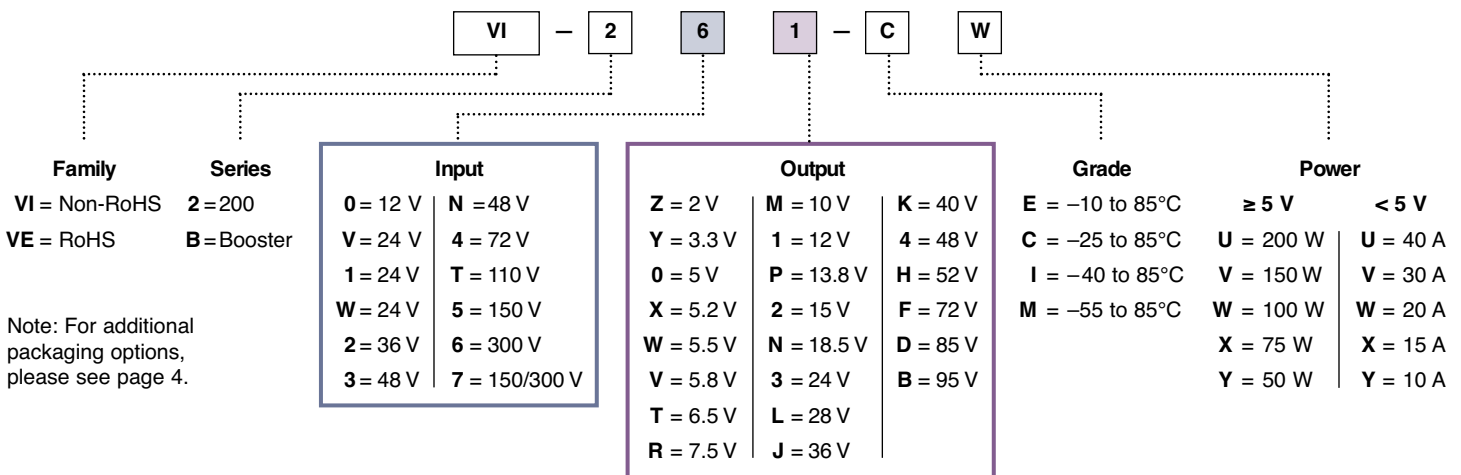 VI – 2 6 1 – C W
Family
VI = Non-RoHS
VE = RoHS
Note: For additional
packaging options,
please see page 4.
Series
2 = 200
B = Booster
Input
0 = 12 V
V = 24 V
1 = 24 V
W = 24 V
2 = 36 V
3 = 48 V
N = 48 V
4 = 72 V
T = 110 V
5 = 150 V
6 = 300 V
7 = 150/300 V
Output
Z = 2 V
Y = 3.3 V
0 = 5 V
X = 5.2 V
W = 5.5 V
V = 5.8 V
T = 6.5 V
R = 7.5 V
M = 10 V
1 = 12 V
P = 13.8 V
2 = 15 V
N = 18.5 V
3 = 24 V
L = 28 V
J = 36 V
K = 40 V
4 = 48 V
H = 52 V
F = 72 V
D = 85 V
B = 95 V
Grade
E = –10 to 85°C
C = –25 to 85°C
I = –40 to 85°C
M = –55 to 85°C
Power
≥ 5 V
U = 200 W
V = 150 W
W = 100 W
X = 75 W
Y = 50 W
< 5 V
U = 40 A
V = 30 A
W = 20 A
X = 15 A
Y = 10 A